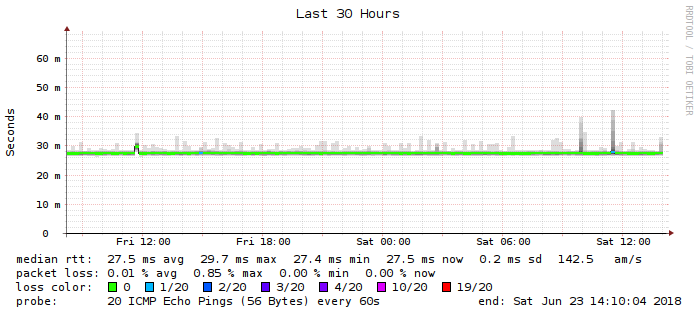 Last 30 Hours
RRDTOOL / TOBI OETIKER
Seconds
60 m
50 m
40 m
30 m
20 m
10 m
0
Fri 12:00 Fri 18:00 Sat 00:00 Sat 06:00 Sat 12:00
median rtt: 27.5 ms avg 29.7 ms max 27.4 ms min 27.5 ms now 0.2 ms sd 142.5 am/s
packet loss: 0.01 % avg 0.85 % max 0.00 % min 0.00 % now
loss color: 0 1/20 2/20 3/20 4/20 10/20 19/20
probe: 20 ICMP Echo Pings (56 Bytes) every 60s end: Sat Jun 23 14:10:04 2018